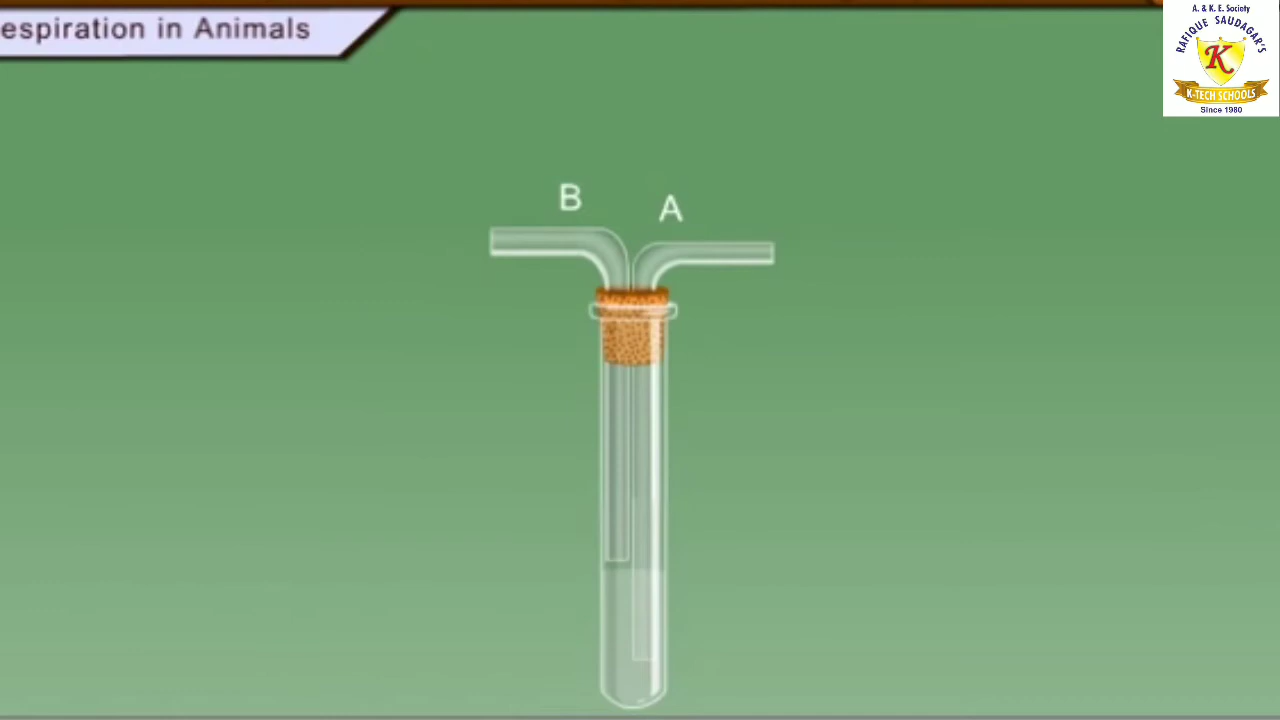 espiration in Animals
A. & K. E. Society
RAFIQUE SAUDAGAR'S
K
K-TECH SCHOOLS
Since 1980
B
A